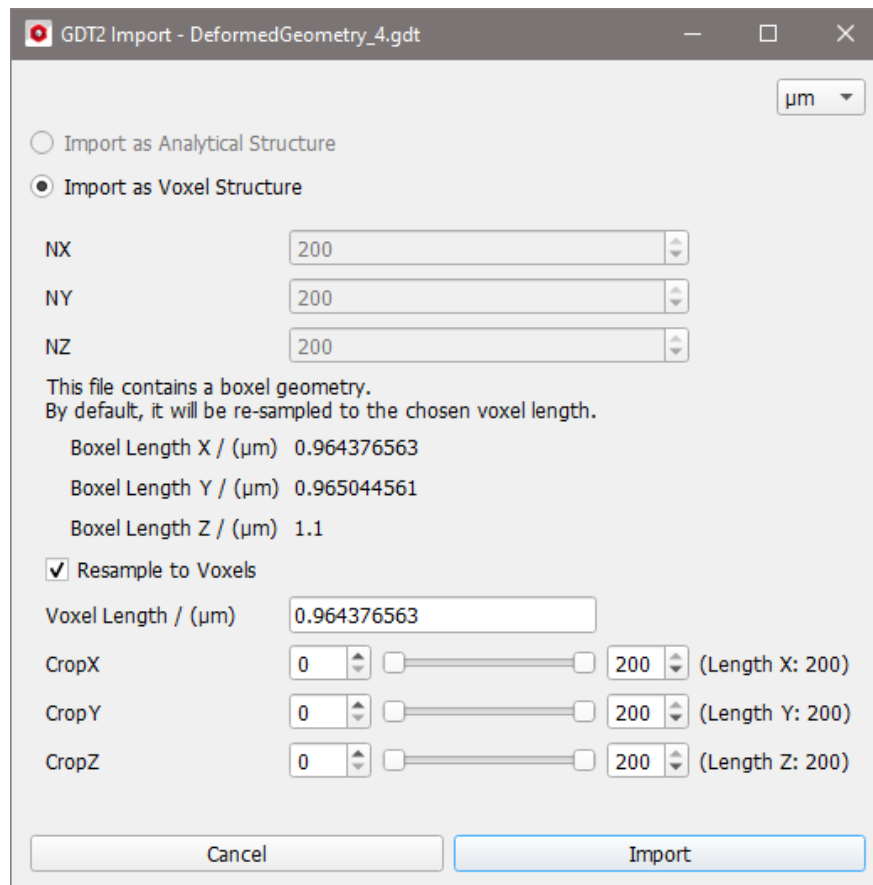 GDT2 Import - DeformedGeometry_4.gdt
µm
Import as Analytical Structure
Import as Voxel Structure
NX 200
NY 200
NZ 200
This file contains a boxel geometry.
By default, it will be re-sampled to the chosen voxel length.
Boxel Length X / (µm) 0.964376563
Boxel Length Y / (µm) 0.965044561
Boxel Length Z / (µm) 1.1
Resample to Voxels
Voxel Length / (µm) 0.964376563
CropX 0 200 (Length X: 200)
CropY 0 200 (Length Y: 200)
CropZ 0 200 (Length Z: 200)
Cancel Import